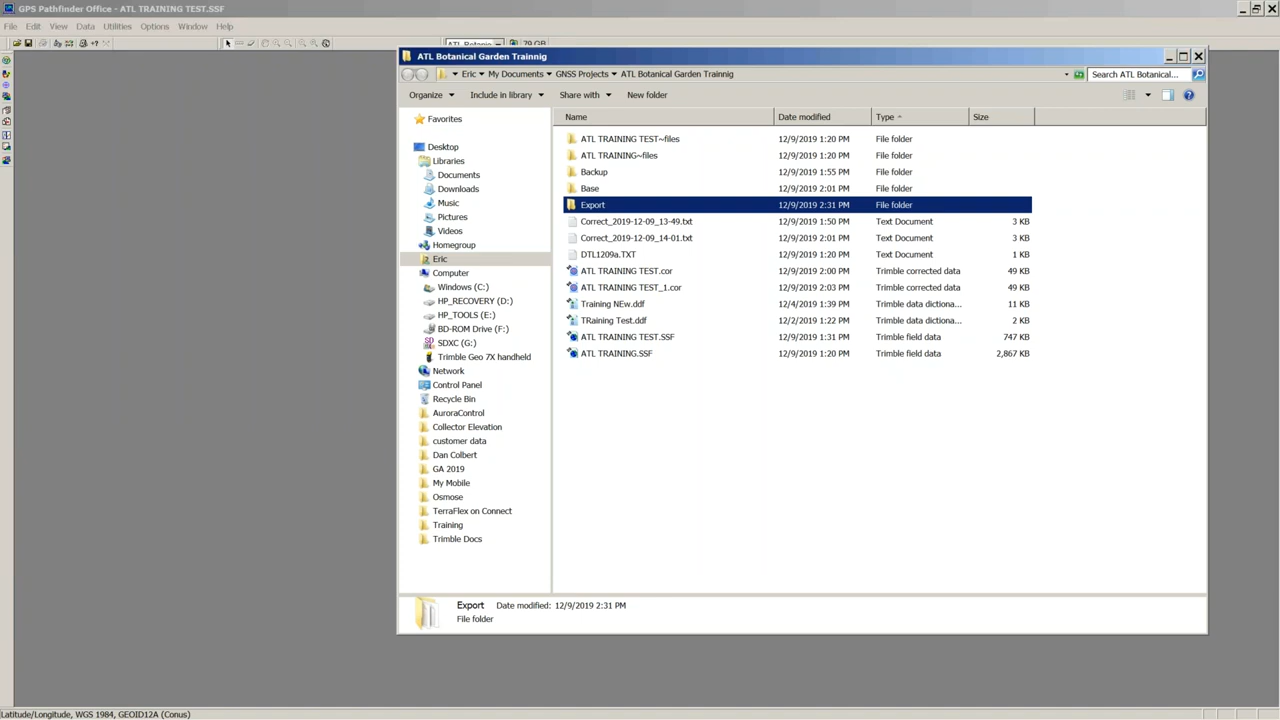 GPS Pathfinder Office - ATL TRAINING TEST.SSF
File Edit View Data Utilities Options Window Help
ATL Botanic 79 GB
ATL Botanical Garden Trainnig
Eric My Documents GNSS Projects ATL Botanical Garden Trainnig
Search ATL Botanical...
Organize Include in library Share with New folder
Favorites
Desktop
Libraries
Documents
Downloads
Music
Pictures
Videos
Homegroup
Eric
Computer
Windows (C:)
HP_RECOVERY (D:)
HP_TOOLS (E:)
BD-ROM Drive (F:)
SDXC (G:)
Trimble Geo 7X handheld
Network
Control Panel
Recycle Bin
AuroraControl
Collector Elevation
customer data
Dan Colbert
GA 2019
My Mobile
Osmose
TerraFlex on Connect
Training
Trimble Docs
Name Date modified Type Size
ATL TRAINING TEST~files 12/9/2019 1:20 PM File folder
ATL TRAINING~files 12/9/2019 1:20 PM File folder
Backup 12/9/2019 1:55 PM File folder
Base 12/9/2019 2:01 PM File folder
Export 12/9/2019 2:31 PM File folder
Correct_2019-12-09_13-49.txt 12/9/2019 1:50 PM Text Document 3 KB
Correct_2019-12-09_14-01.txt 12/9/2019 2:01 PM Text Document 3 KB
DTL1209a.TXT 12/9/2019 2:01 PM Text Document 1 KB
ATL TRAINING TEST.cor 12/9/2019 2:00 PM Trimble corrected data 49 KB
ATL TRAINING TEST_1.cor 12/9/2019 2:03 PM Trimble corrected data 49 KB
Training NEw.ddf 12/4/2019 1:39 PM Trimble data dictiona... 11 KB
TRaining Test.ddf 12/2/2019 1:22 PM Trimble data dictiona... 2 KB
ATL TRAINING TEST.SSF 12/9/2019 1:31 PM Trimble field data 747 KB
ATL TRAINING.SSF 12/9/2019 1:20 PM Trimble field data 2,867 KB
Export Date modified: 12/9/2019 2:31 PM
File folder
Latitude/Longitude, WGS 1984, GEOID12A (Conus)